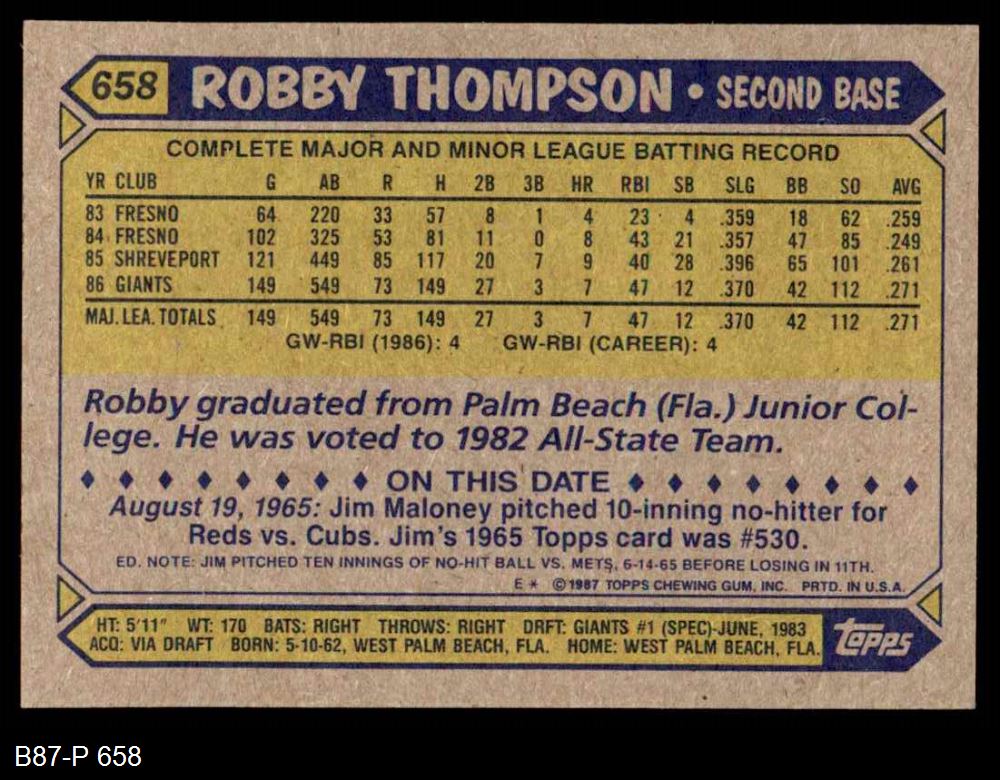 658 ROBBY THOMPSON • SECOND BASE
COMPLETE MAJOR AND MINOR LEAGUE BATTING RECORD
YR CLUB G AB R H 2B 3B HR RBI SB SLG BB SO AVG
83 FRESNO 64 220 33 57 8 1 4 23 4 .359 18 62 .259
84 FRESNO 102 325 53 81 11 0 8 43 21 .357 47 85 .249
85 SHREVEPORT 121 449 85 117 20 7 9 40 28 .396 65 101 .261
86 GIANTS 149 549 73 149 27 3 7 47 12 .370 42 112 .271
MAJ. LEA. TOTALS 149 549 73 149 27 3 7 47 12 .370 42 112 .271
GW-RBI (1986): 4 GW-RBI (CAREER): 4
Robby graduated from Palm Beach (Fla.) Junior Col-
lege. He was voted to 1982 All-State Team.
♦ ♦ ♦ ♦ ♦ ♦ ♦ ♦ ON THIS DATE ♦ ♦ ♦ ♦ ♦ ♦ ♦ ♦
August 19, 1965: Jim Maloney pitched 10-inning no-hitter for
Reds vs. Cubs. Jim's 1965 Topps card was #530.
ED. NOTE: JIM PITCHED TEN INNINGS OF NO-HIT BALL VS. METS, 6-14-65 BEFORE LOSING IN 11TH.
E * © 1987 TOPPS CHEWING GUM, INC. PRTD. IN U.S.A.
HT: 5'11" WT: 170 BATS: RIGHT THROWS: RIGHT DRFT: GIANTS #1 (SPEC)-JUNE, 1983
ACQ: VIA DRAFT BORN: 5-10-62, WEST PALM BEACH, FLA. HOME: WEST PALM BEACH, FLA.
topps
B87-P 658